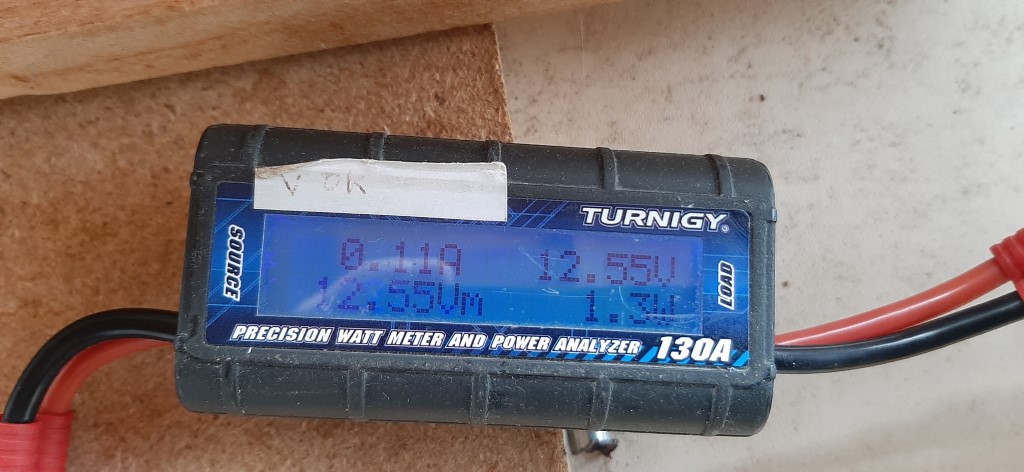 V OK
TURNIGY
SOURCE
0.11A 12.55V
12.55Vm 1.3W
LOAD
PRECISION WATT METER AND POWER ANALYZER 130A